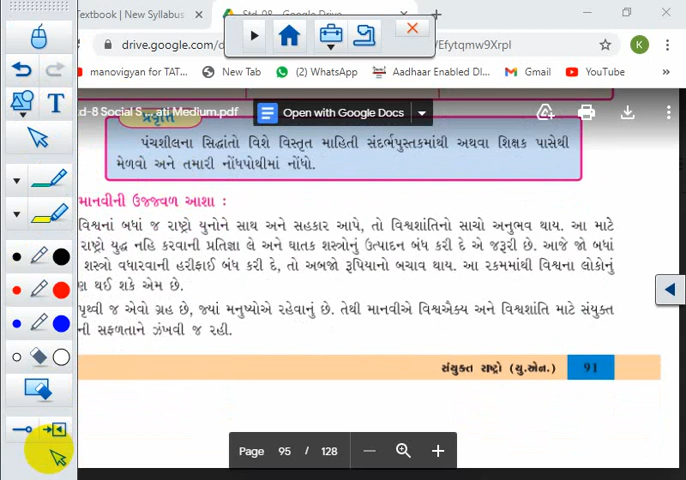 Textbook | New Syllabus
Std-08 - Google Drive
drive.google.com/
Efytqmw9XrpI
K
manovigyan for TAT...
New Tab
(2) WhatsApp
Aadhaar Enabled DI...
Gmail
YouTube
d-8 Social S... ati Medium.pdf
Open with Google Docs
T
પ્રવૃત્તિ
પંચશીલના સિદ્ધાંતો વિશે વિસ્તૃત માહિતી સંદર્ભપુસ્તકમાંથી અથવા શિક્ષક પાસેથી
મેળવો અને તમારી નોંધપોથીમાં નોંધો.
માનવીની ઉજ્જવળ આશા :
વિશ્વનાં બધાં જ રાષ્ટ્રો યુનોને સાથ અને સહકાર આપે, તો વિશ્વશાંતિનો સાચો અનુભવ થાય. આ માટે
રાષ્ટ્રો યુદ્ધ નહિ કરવાની પ્રતિજ્ઞા લે અને ઘાતક શસ્ત્રોનું ઉત્પાદન બંધ કરી દે એ જરૂરી છે. આજે જો બધાં
શસ્ત્રો વધારવાની હરીફાઈ બંધ કરી દે, તો અબજો રૂપિયાનો બચાવ થાય. આ રકમમાંથી વિશ્વના લોકોનું
ણ થઈ શકે એમ છે.
પૃથ્વી જ એવો ગ્રહ છે, જ્યાં મનુષ્યોએ રહેવાનું છે. તેથી માનવીએ વિશ્વઐક્ય અને વિશ્વશાંતિ માટે સંયુક્ત
ની સફળતાને ઝંખવી જ રહી.
સંયુક્ત રાષ્ટ્રો (યુ.એન.) 91
Page 95 / 128